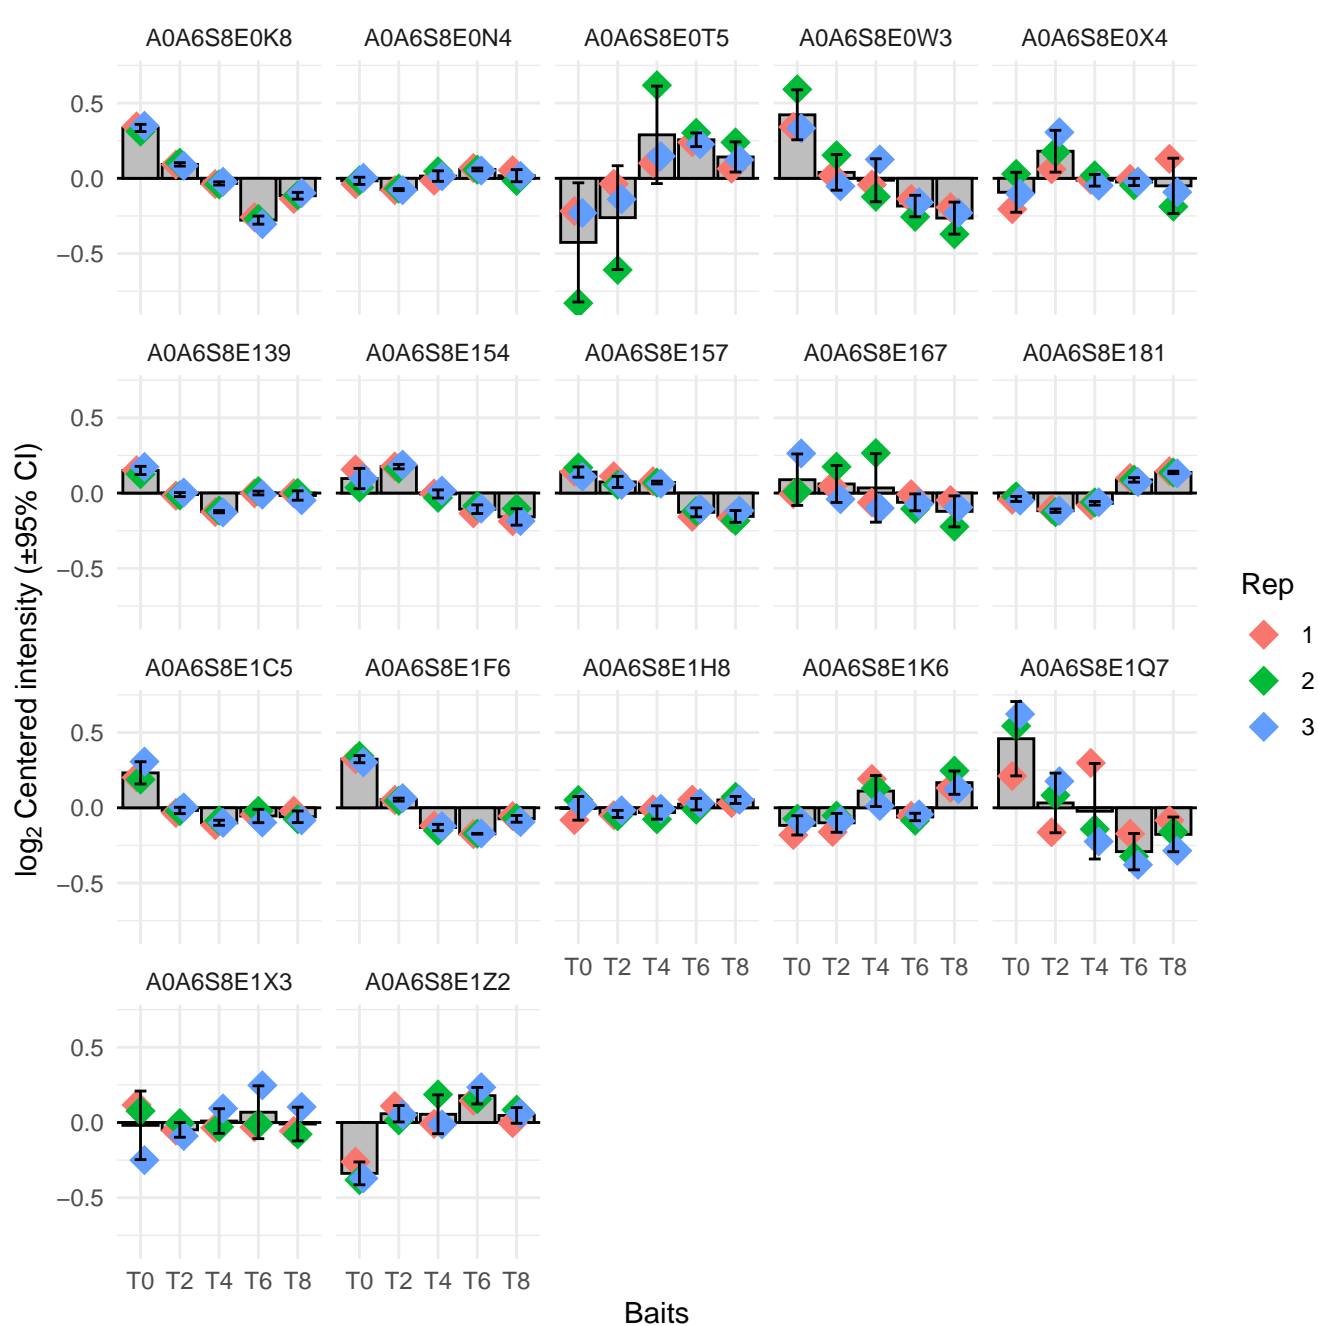 A0A6S8E0K8 A0A6S8E0N4 A0A6S8E0T5 A0A6S8E0W3 A0A6S8E0X4
0.5
0.0
−0.5
A0A6S8E139 A0A6S8E154 A0A6S8E157 A0A6S8E167 A0A6S8E181
0.5
0.0
−0.5
A0A6S8E1C5 A0A6S8E1F6 A0A6S8E1H8 A0A6S8E1K6 A0A6S8E1Q7
0.5
0.0
−0.5
T0 T2 T4 T6 T8 T0 T2 T4 T6 T8 T0 T2 T4 T6 T8
A0A6S8E1X3 A0A6S8E1Z2
0.5
0.0
−0.5
T0 T2 T4 T6 T8 T0 T2 T4 T6 T8
Baits
log₂ Centered intensity (±95% CI)
Rep
1
2
3